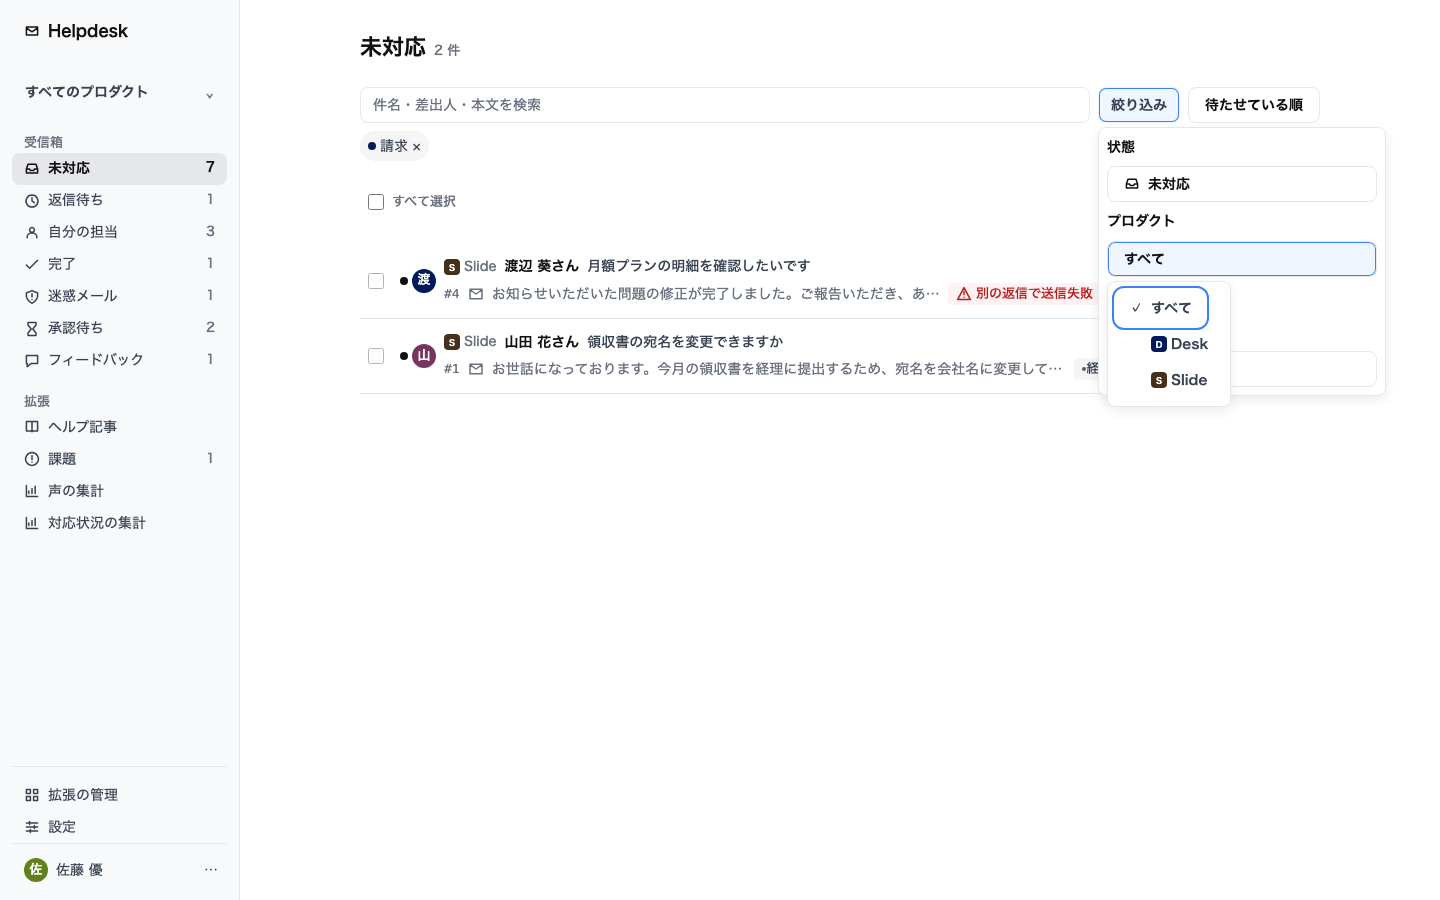 Helpdesk
すべてのプロダクト
受信箱
未対応 7
返信待ち 1
自分の担当 3
完了 1
迷惑メール 1
承認待ち 2
フィードバック 1
拡張
ヘルプ記事
課題 1
声の集計
対応状況の集計
拡張の管理
設定
佐 佐藤 優 …
未対応 2 件
件名・差出人・本文を検索 絞り込み 待たせている順
請求 ×
すべて選択
渡 S Slide 渡辺 葵さん 月額プランの明細を確認したいです
#4 お知らせいただいた問題の修正が完了しました。ご報告いただき、あ… 別の返信で送信失敗
山 S Slide 山田 花さん 領収書の宛名を変更できますか
#1 お世話になっております。今月の領収書を経理に提出するため、宛名を会社名に変更して… •経
状態
未対応
プロダクト
すべて
✓ すべて
D Desk
S Slide